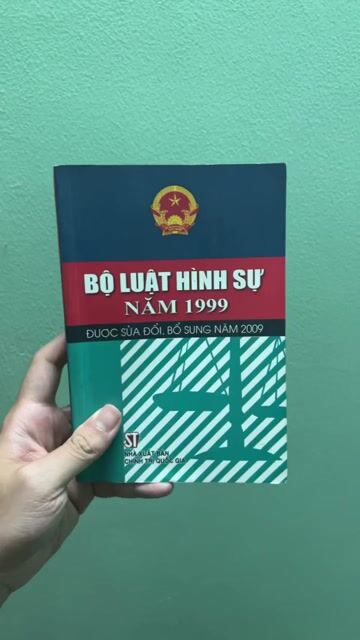 BỘ LUẬT HÌNH SỰ
NĂM 1999
ĐƯỢC SỬA ĐỔI, BỔ SUNG NĂM 2009
ST
NHÀ XUẤT BẢN
CHÍNH TRỊ QUỐC GIA